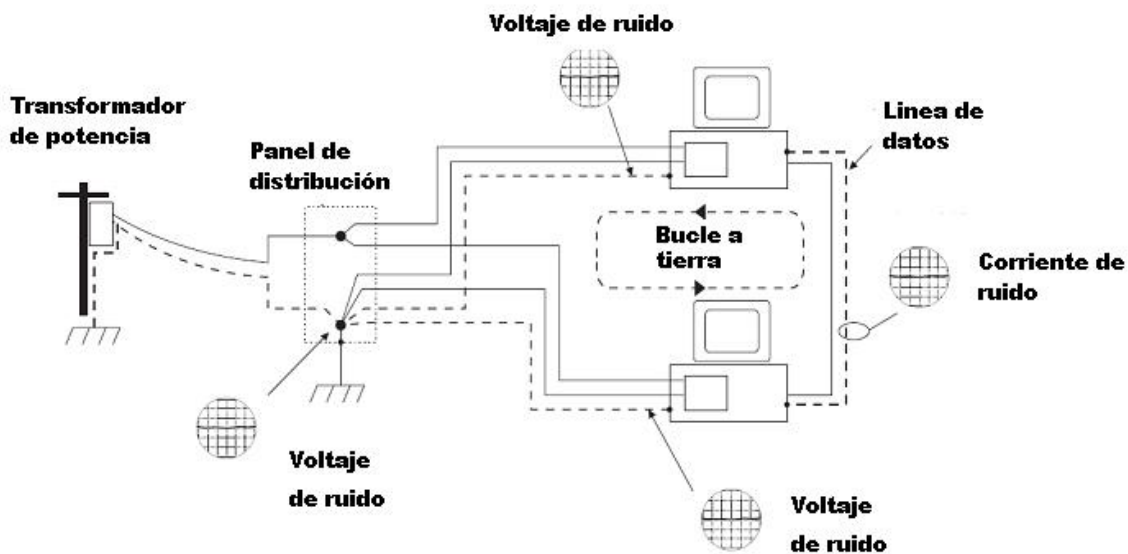 Voltaje de ruido
Transformador
de potencia
Panel de
distribución
Linea de
datos
Bucle a
tierra
Corriente de
ruido
Voltaje
de ruido
Voltaje
de ruido